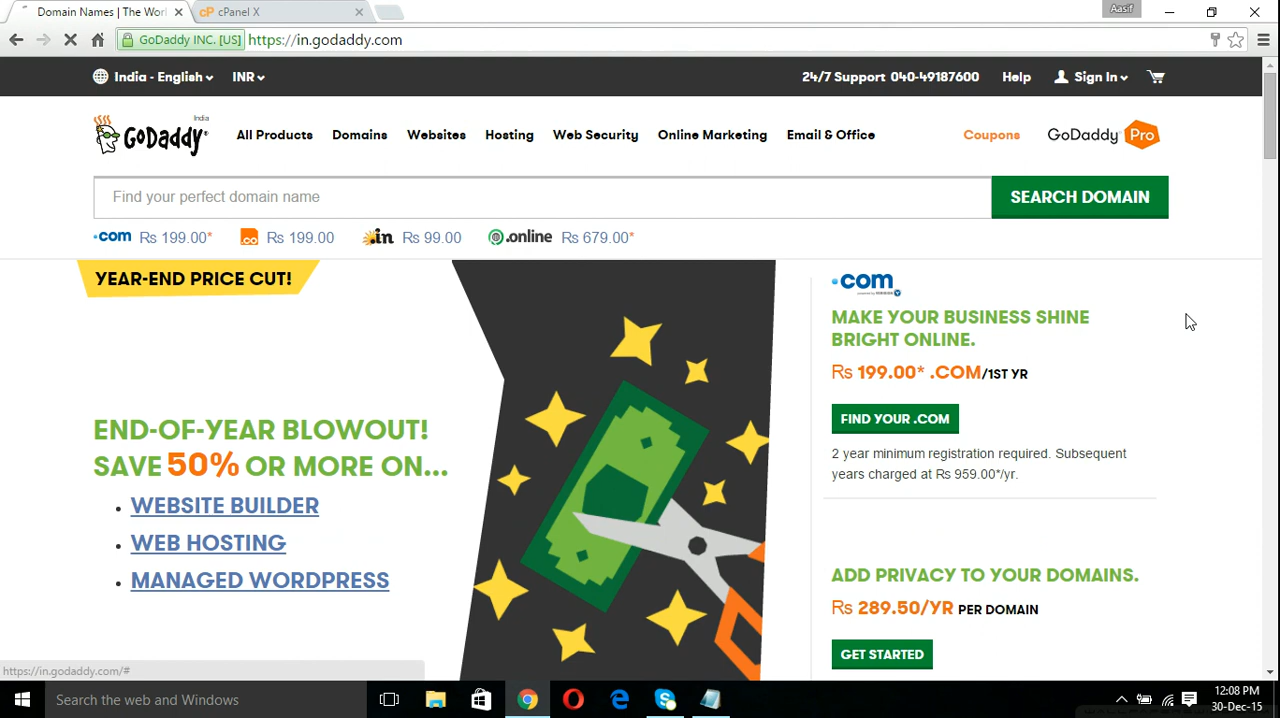 Domain Names | The Worl
cPanel X
Aasif
GoDaddy INC. [US] https://in.godaddy.com
India - English INR 24/7 Support 040-49187600 Help Sign In
India
GoDaddy All Products Domains Websites Hosting Web Security Online Marketing Email & Office Coupons GoDaddy Pro
Find your perfect domain name SEARCH DOMAIN
.com Rs 199.00* .co Rs 199.00 .in Rs 99.00 .online Rs 679.00*
YEAR-END PRICE CUT!
END-OF-YEAR BLOWOUT!
SAVE 50% OR MORE ON...
• WEBSITE BUILDER
• WEB HOSTING
• MANAGED WORDPRESS
.com
MAKE YOUR BUSINESS SHINE
BRIGHT ONLINE.
Rs 199.00* .COM/1ST YR
FIND YOUR .COM
2 year minimum registration required. Subsequent
years charged at Rs 959.00*/yr.
ADD PRIVACY TO YOUR DOMAINS.
Rs 289.50/YR PER DOMAIN
GET STARTED
https://in.godaddy.com/#
Search the web and Windows
12:08 PM
30-Dec-15